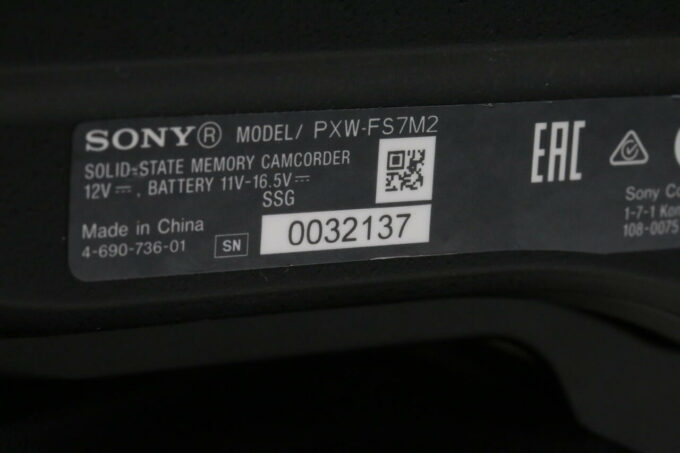 SONY® MODEL/ PXW-FS7M2
SOLID-STATE MEMORY CAMCORDER
12V⎓, BATTERY 11V-16.5V⎓
SSG
Made in China
4-690-736-01
SN 0032137
EAC
Sony Co
1-7-1 Kon
108-0075